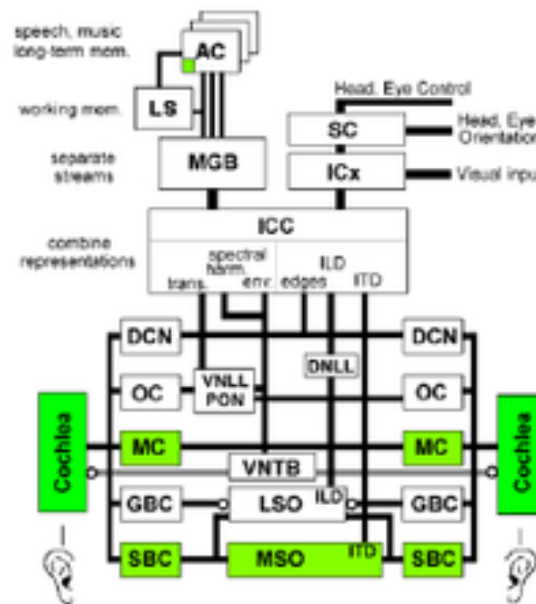 speech, music
long-term mem.
AC
working mem.
LS
Head, Eye Control
SC
Head, Eye
Orientation
separate
streams
MGB
ICx
Visual input
ICC
combine
representations
spectral
harm.
trans.
env.
edges
ILD
ITD
DCN
DCN
DNLL
OC
VNLL
PON
OC
Cochlea
MC
MC
Cochlea
VNTB
GBC
LSO
ILD
GBC
SBC
MSO
ITD
SBC